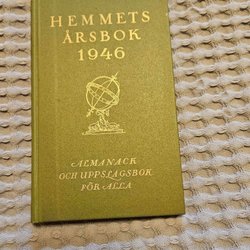 HEMMETS
ÅRSBOK
1946
ALMANACK
OCH UPPSLAGSBOK
FÖR ALLA